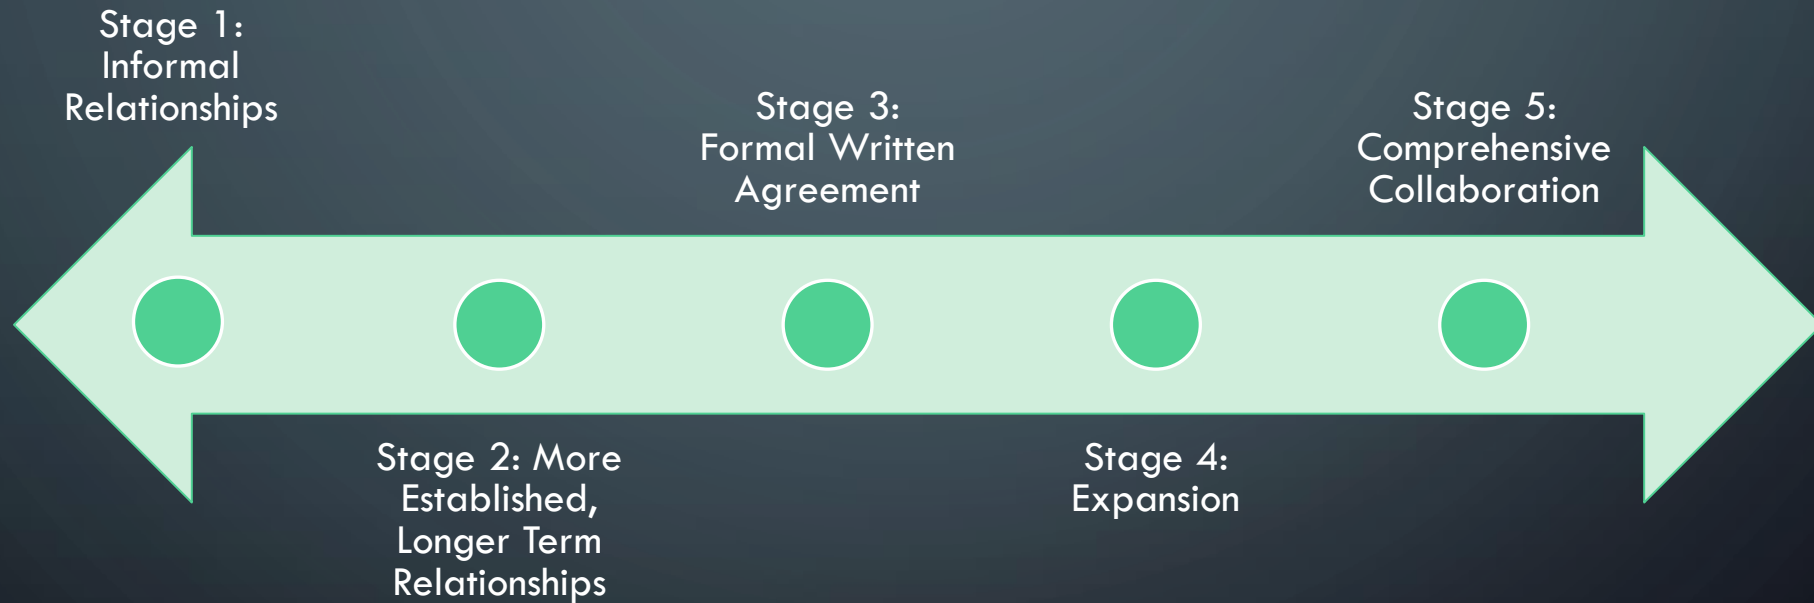 Stage 1:
Informal
Relationships
Stage 2: More
Established,
Longer Term
Relationships
Stage 3:
Formal Written
Agreement
Stage 4:
Expansion
Stage 5:
Comprehensive
Collaboration